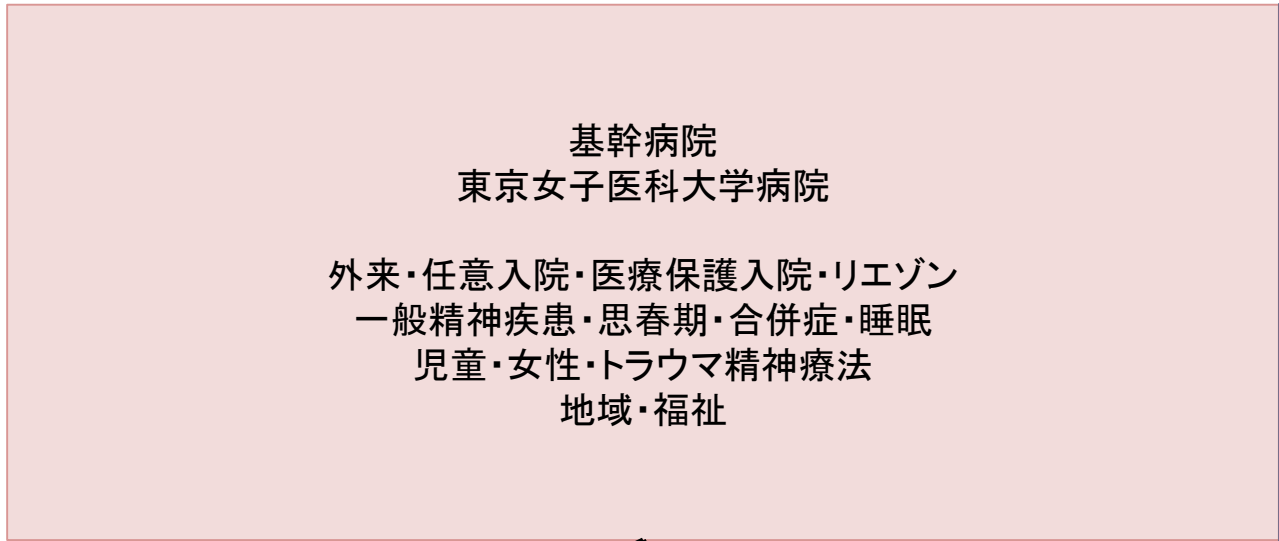 基幹病院
東京女子医科大学病院
外来・任意入院・医療保護入院・リエゾン
一般精神疾患・思春期・合併症・睡眠
児童・女性・トラウマ精神療法
地域・福祉